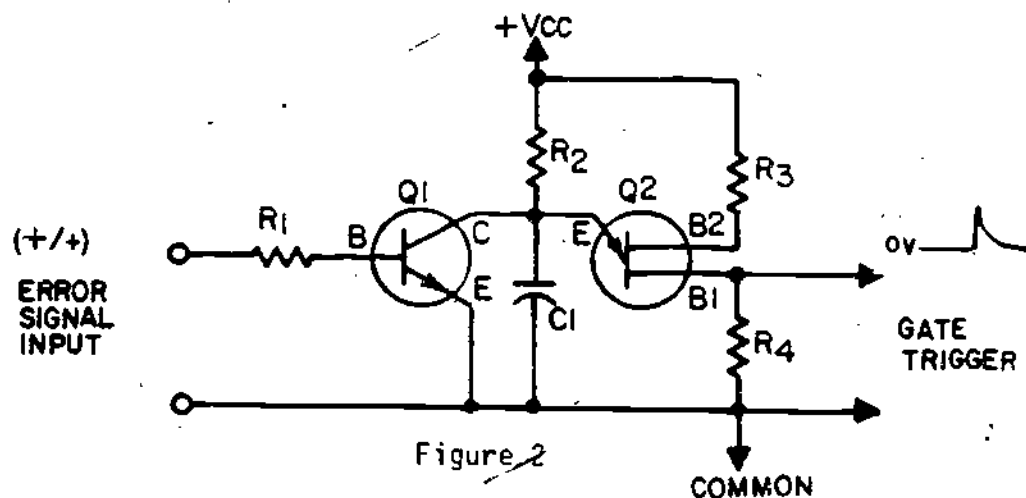 +VCC
R2
R3
Q1
Q2
R1
B
C
E
B2
(+/+)
ERROR
SIGNAL
INPUT
E
C1
B1
R4
OV
GATE
TRIGGER
Figure 2
COMMON